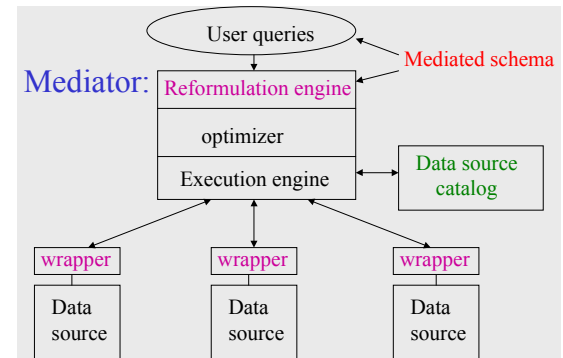 User queries
Mediated schema
Mediator:
Reformulation engine
optimizer
Execution engine
Data source
catalog
wrapper
wrapper
wrapper
Data
source
Data
source
Data
source